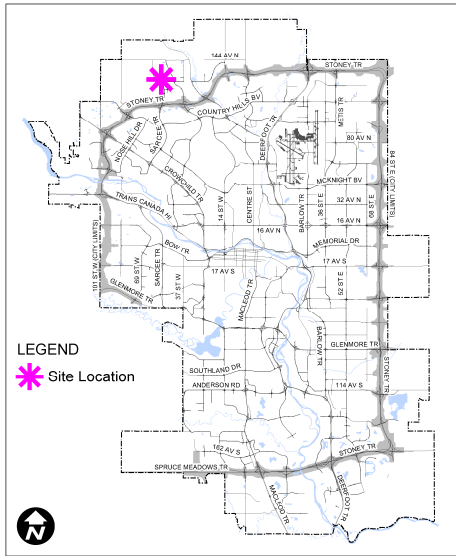 144 AV N
STONEY TR
STONEY TR
COUNTRY HILLS BV
METIS TR
NOSE HILL DR
SARCEE TR
DEERFOOT TR
80 AV N
84 ST E (CITY LIMITS)
CROWCHILD TR
MCKNIGHT BV
TRANS CANADA HI
14 ST W
CENTRE ST
BARLOW TR
36 ST E
32 AV N
68 ST E
16 AV N
16 AV N
101 ST W (CITY LIMITS)
BOW TR
MEMORIAL DR
69 ST W
SARCEE TR
37 ST W
17 AV S
17 AV S
52 ST E
GLENMORE TR
MACLEOD TR
BARLOW TR
GLENMORE TR
LEGEND
Site Location
SOUTHLAND DR
STONEY TR
ANDERSON RD
114 AV S
162 AV S
STONEY TR
SPRUCE MEADOWS TR
MACLEOD TR
DEERFOOT TR
N